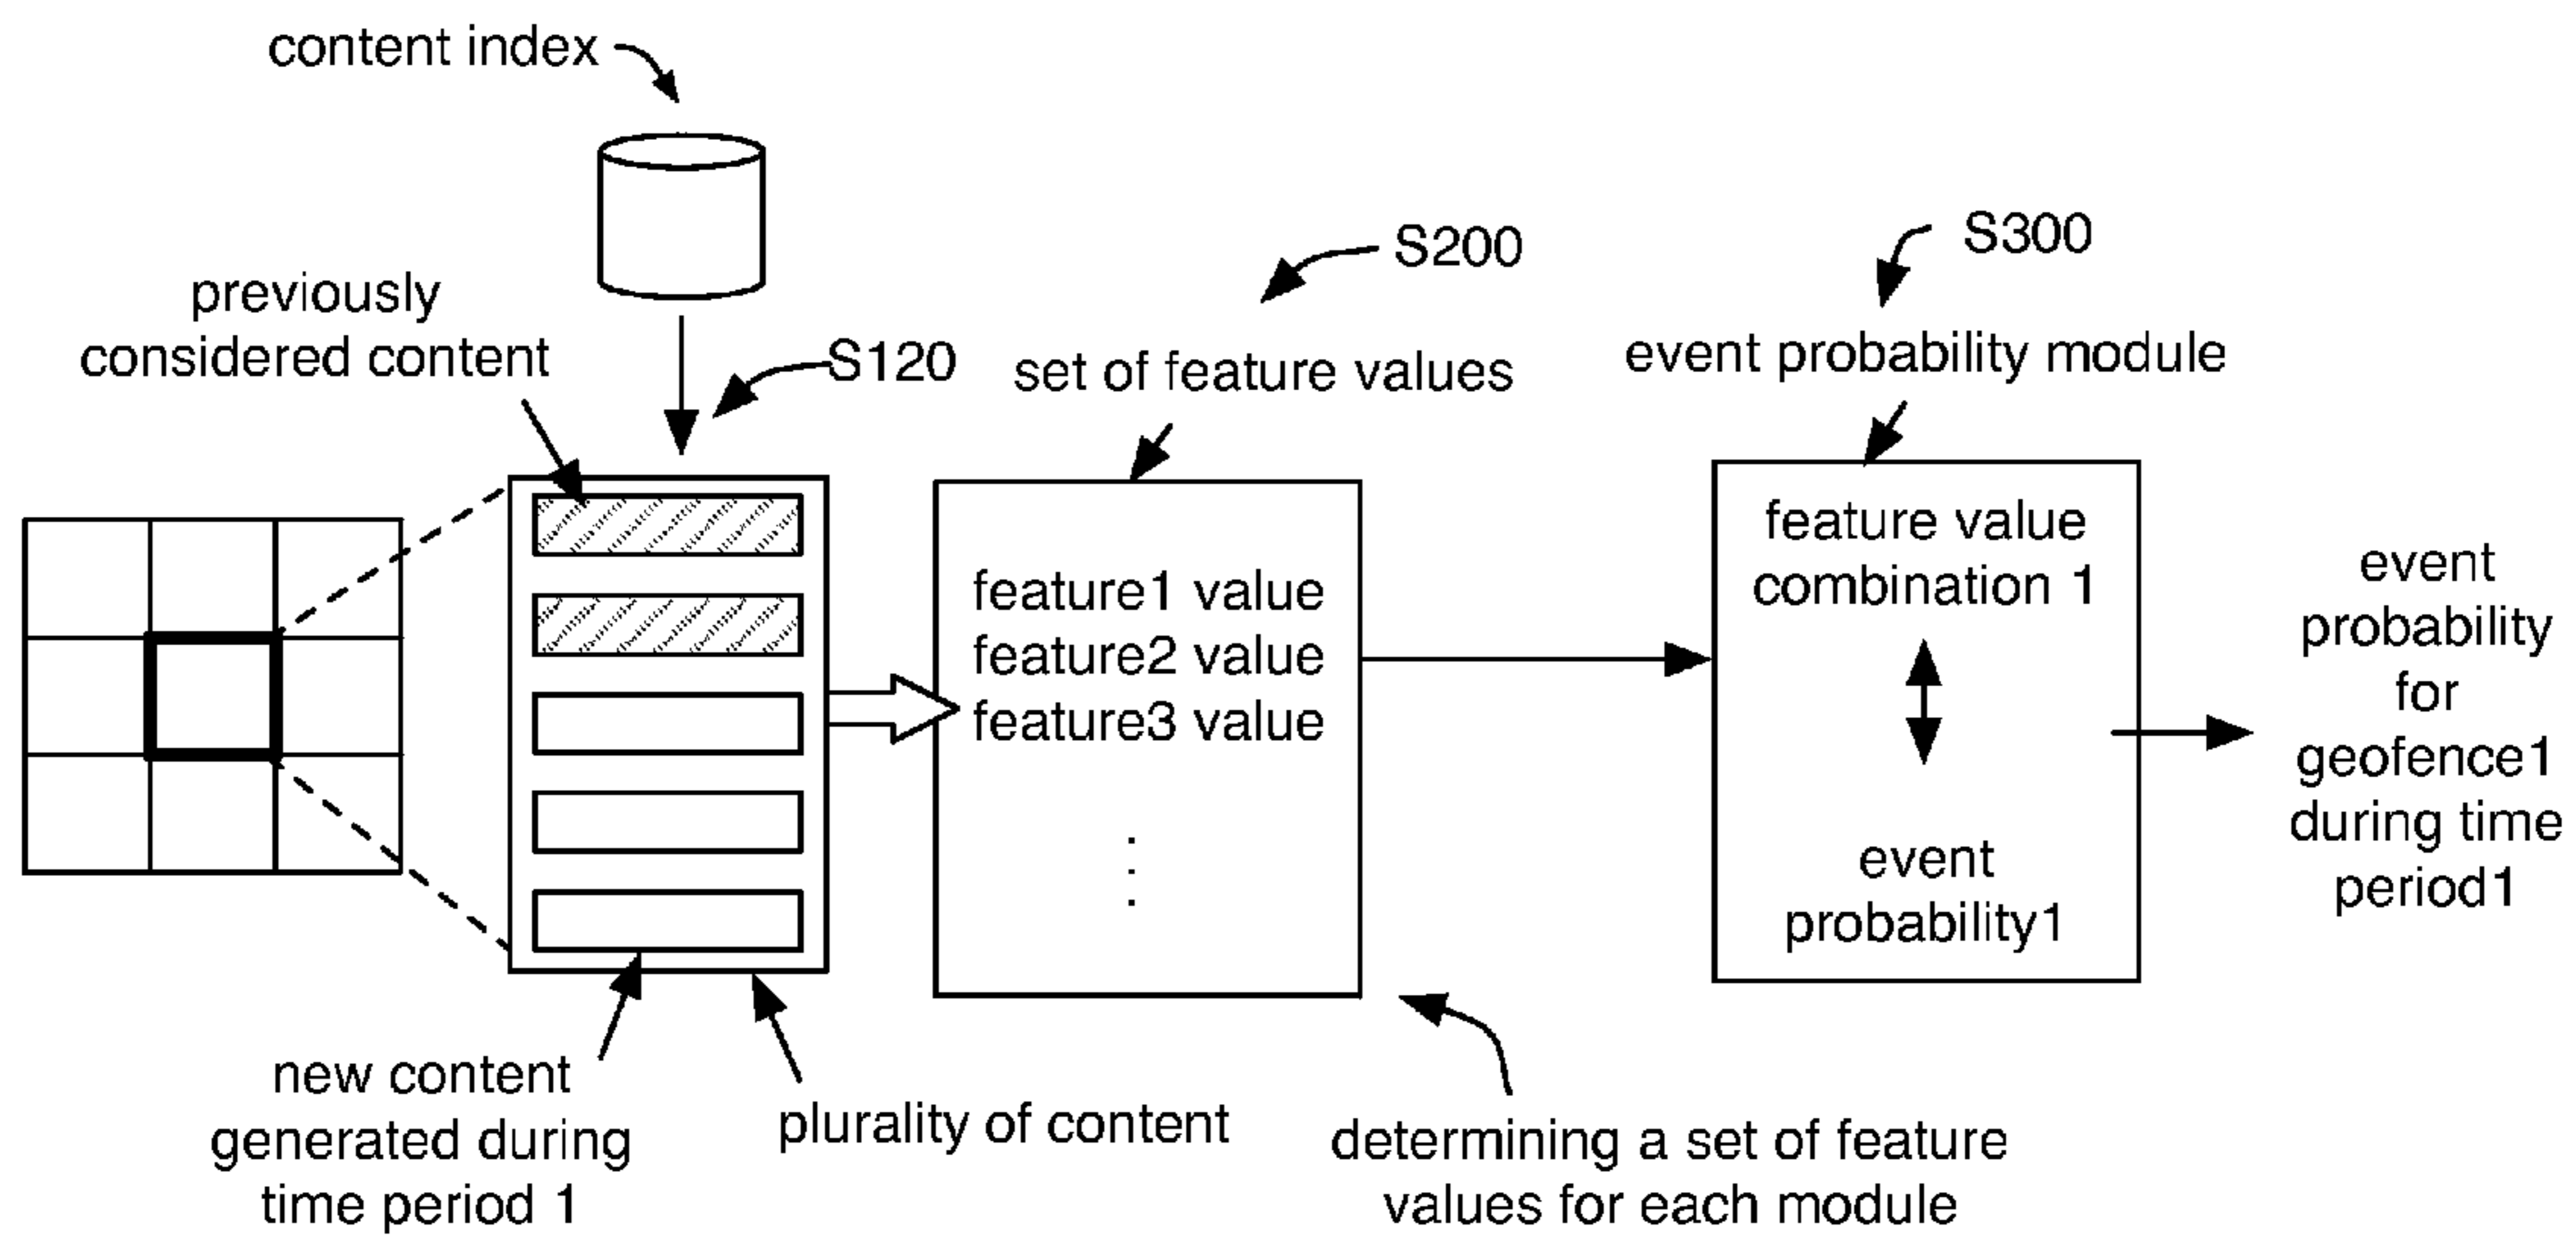 content index
previously
considered content
S120
S200
set of feature values
S300
event probability module
feature1 value
feature2 value
feature3 value
feature value
combination 1
event
probability1
event
probability
for
geofence1
during time
period1
new content
generated during
time period 1
plurality of content
determining a set of feature
values for each module